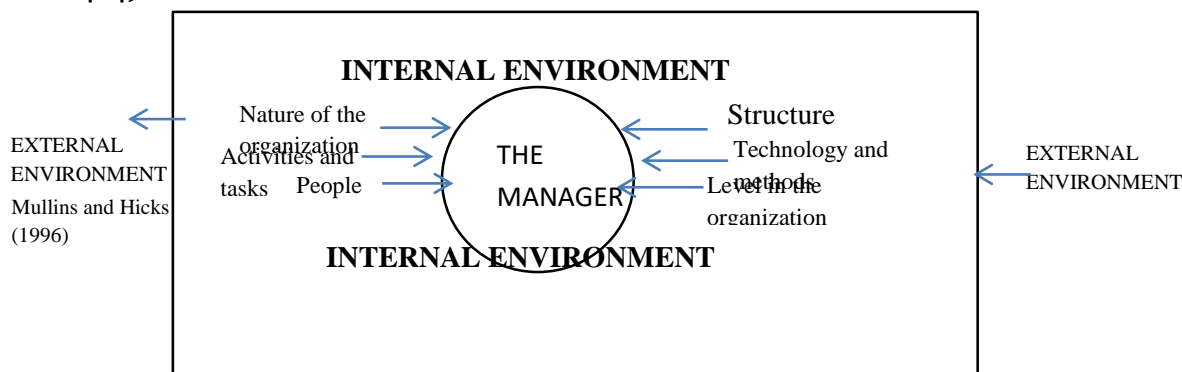 INTERNAL ENVIRONMENT
Nature of the
organization
Activities and
tasks
People
THE
MANAGER
Structure
Technology and
methods
Level in the
organization
INTERNAL ENVIRONMENT
EXTERNAL
ENVIRONMENT
Mullins and Hicks
(1996)
EXTERNAL
ENVIRONMENT